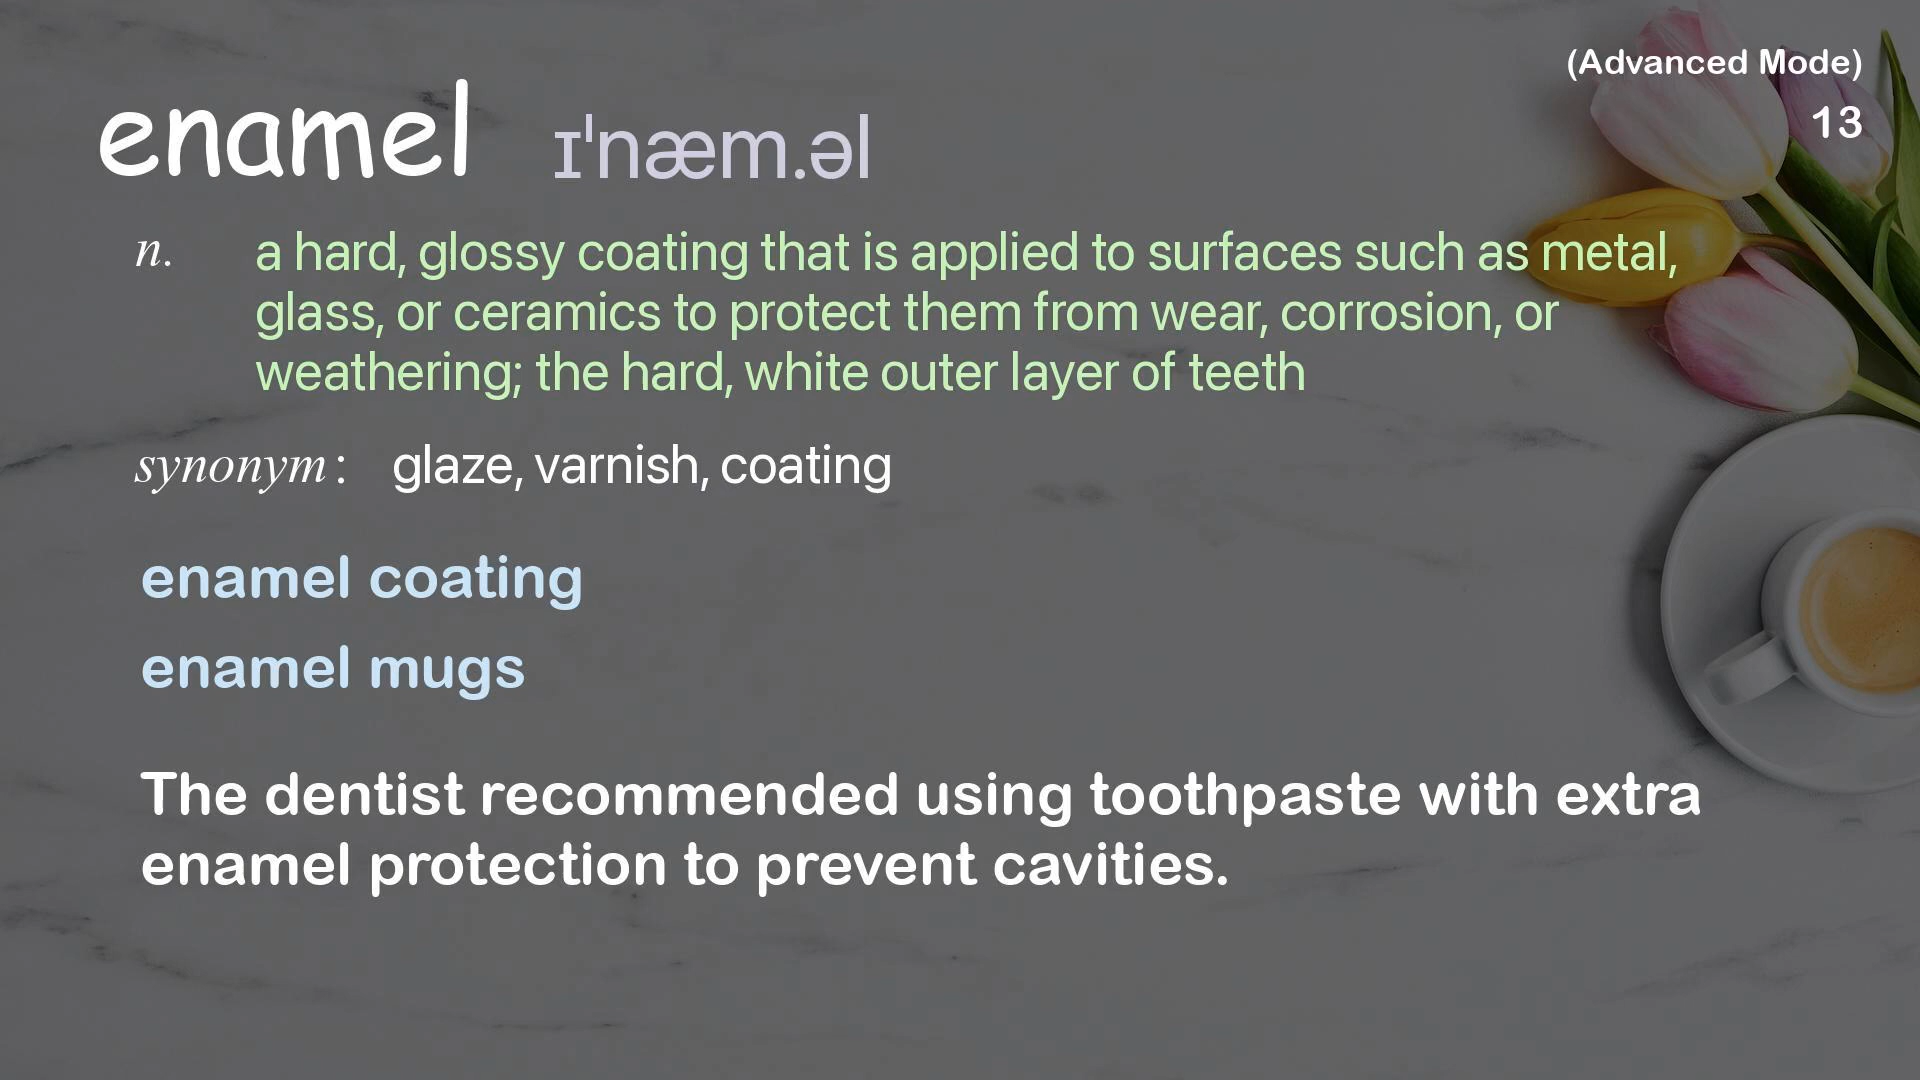 (Advanced Mode)
13
enamel ɪˈnæm.əl
n. a hard, glossy coating that is applied to surfaces such as metal,
glass, or ceramics to protect them from wear, corrosion, or
weathering; the hard, white outer layer of teeth
synonym : glaze, varnish, coating
enamel coating
enamel mugs
The dentist recommended using toothpaste with extra
enamel protection to prevent cavities.